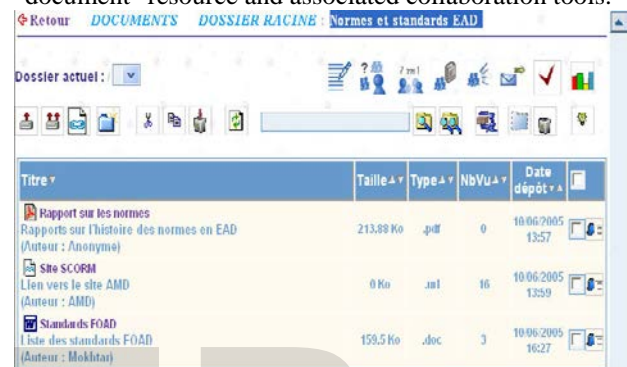 document" resource and associated collaboration tools.
Retour DOCUMENTS DOSSIER RACINE : Normes et standards EAD
Dossier actuel :
Titre Taille Type NbVu Date dépôt
Rapport sur les normes
Rapports sur l'histoire des normes en EAD
(Auteur : Anonyme)
213,88 Ko .pdf 0 10/06/2005 13:57
Site SCORM
Lien vers le site AMD
(Auteur : AMD)
0 Ko .url 16 10/06/2005 13:59
Standards FOAD
Liste des standards FOAD
(Auteur : Mokhtar)
159,5 Ko .doc 3 10/06/2005 16:27